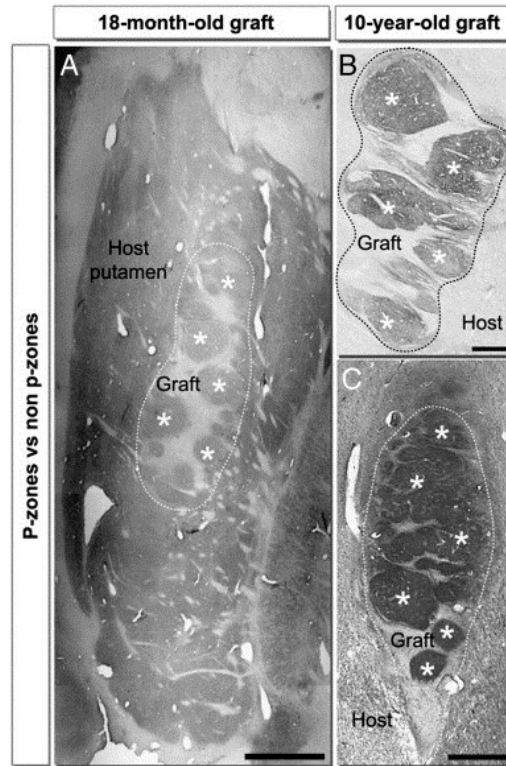 18-month-old graft
10-year-old graft
P-zones vs non p-zones
A
Host
putamen
Graft
*
*
*
*
*
B
*
*
*
*
*
Graft
Host
C
*
*
*
*
*
*
Graft
Host